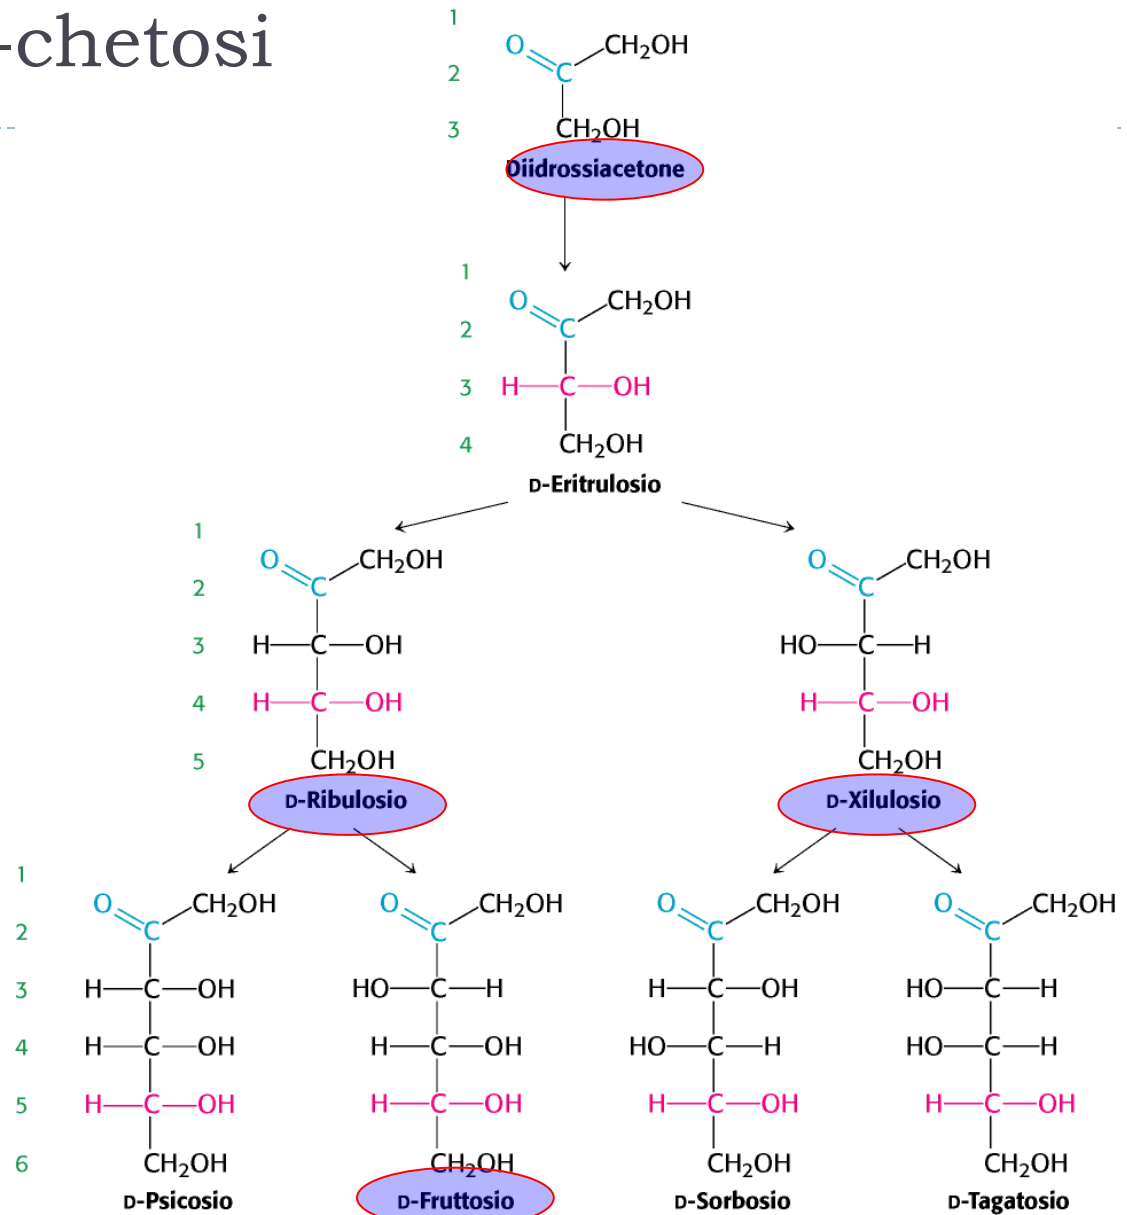 -chetosi
1
O CH₂OH
2 C
3 CH₂OH
Diidrossiacetone
1
O CH₂OH
2 C
3 H—C—OH
4 CH₂OH
D-Eritrulosio
1
O CH₂OH O CH₂OH
2 C C
3 H—C—OH HO—C—H
4 H—C—OH H—C—OH
5 CH₂OH CH₂OH
D-Ribulosio D-Xilulosio
1
O CH₂OH O CH₂OH O CH₂OH O CH₂OH
2 C C C C
3 H—C—OH HO—C—H H—C—OH HO—C—H
4 H—C—OH H—C—OH HO—C—H HO—C—H
5 H—C—OH H—C—OH H—C—OH H—C—OH
6 CH₂OH CH₂OH CH₂OH CH₂OH
D-Psicosio D-Fruttosio D-Sorbosio D-Tagatosio